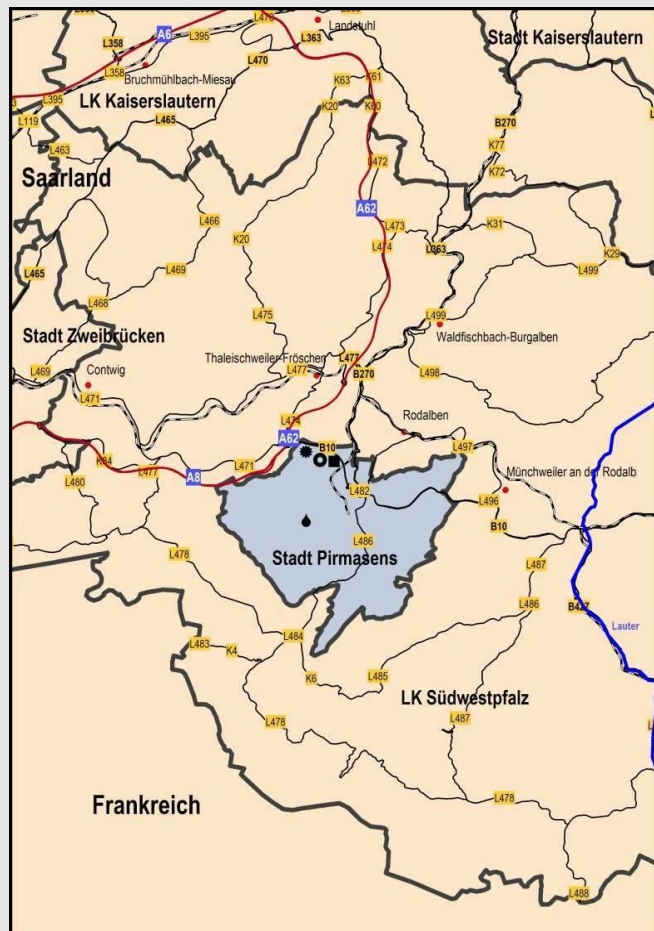 L470
Landstuhl
A6
L395
L363
Stadt Kaiserslautern
L358
L470
L358
Bruchmühlbach-Miesau
K63
K61
LK Kaiserslautern
L395
K20
K60
B270
L119
L465
K77
L463
L472
K72
Saarland
A62
L466
L473
K31
K20
L474
L363
K29
L465
L469
L499
L468
L475
L499
Stadt Zweibrücken
Waldfischbach-Burgalben
L477
Thaleischweiler-Fröschen
L469
Contwig
L477
B270
L498
L471
L474
Rodalben
A62
B10
L497
K84
L477
L471
Münchweiler an der Rodalb
L480
A8
L482
L496
B10
L486
L478
Stadt Pirmasens
L487
L486
B427
Lauter
L484
L483
K4
K6
L485
LK Südwestpfalz
L478
L487
Frankreich
L478
L488